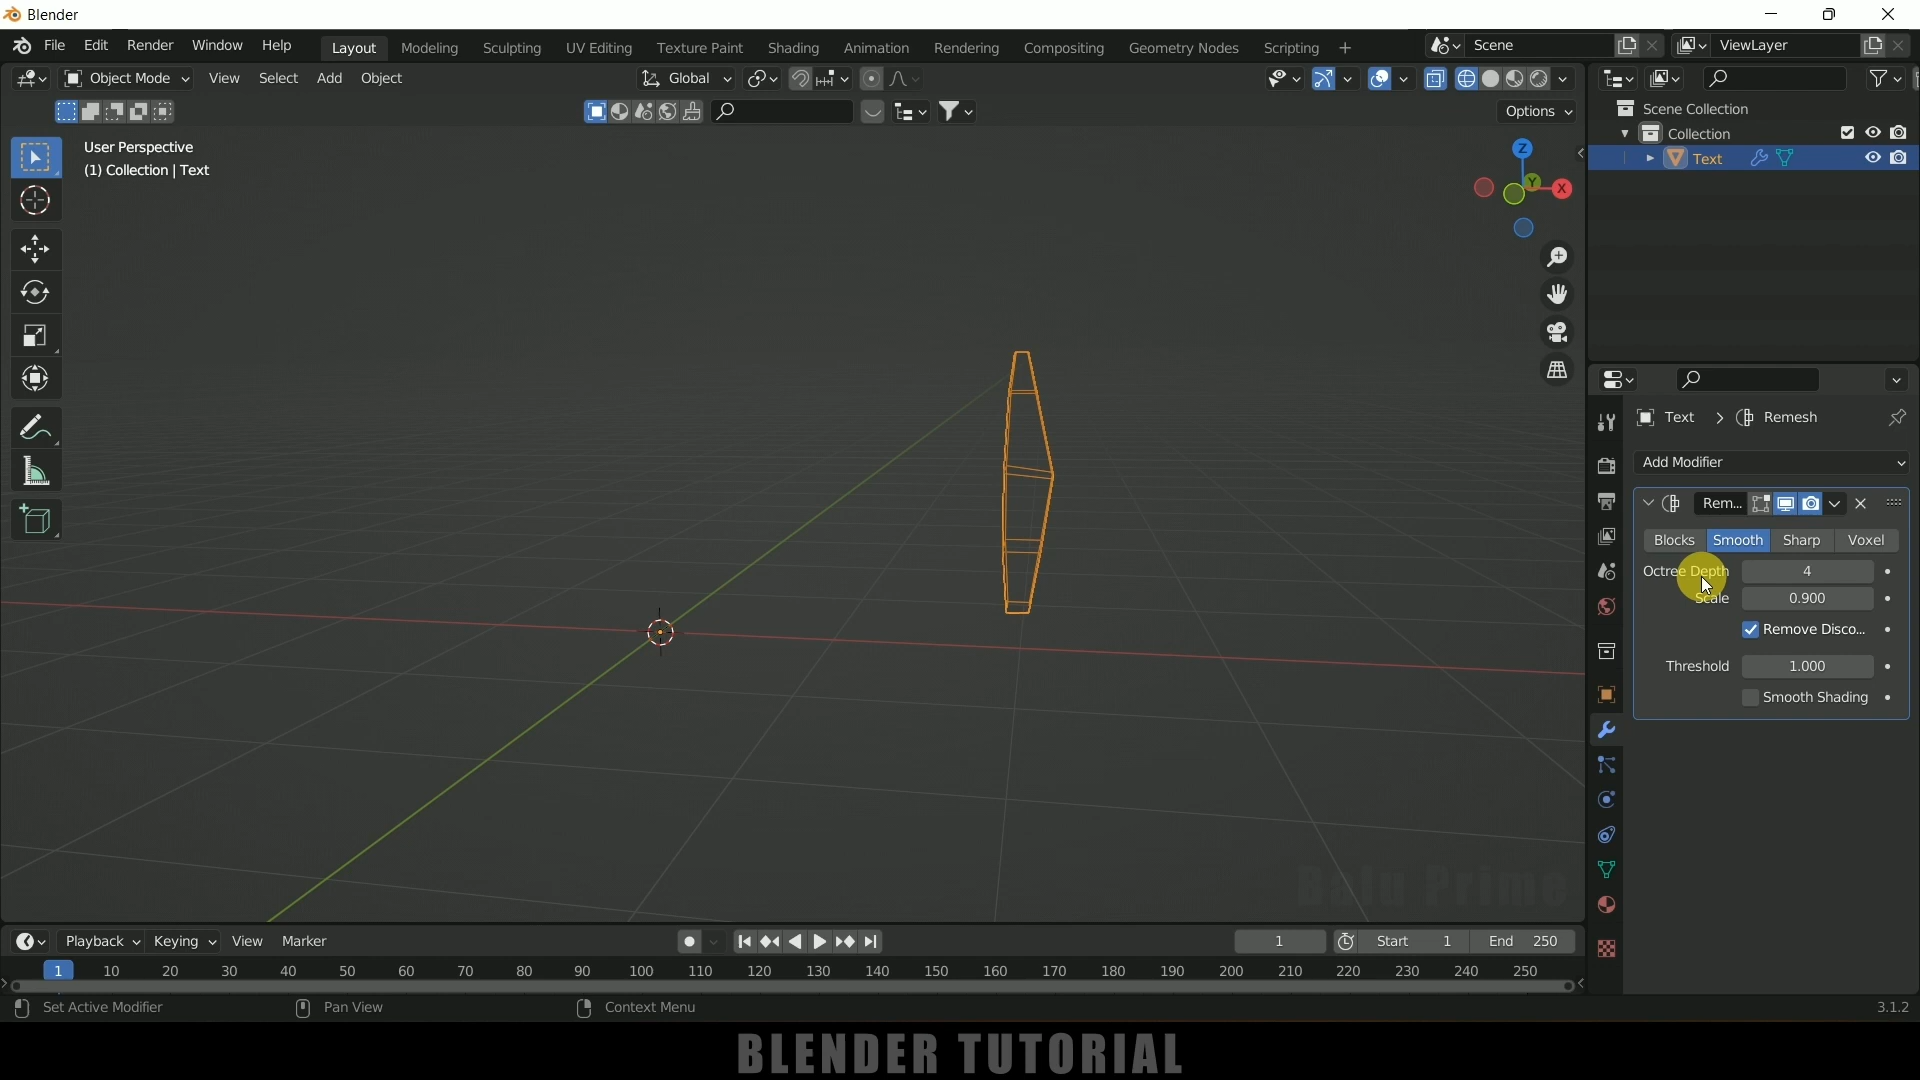 Blender
File Edit Render Window Help Layout Modeling Sculpting UV Editing Texture Paint Shading Animation Rendering Compositing Geometry Nodes Scripting + Scene ViewLayer
Object Mode View Select Add Object Global
Options
User Perspective
(1) Collection | Text
Z
Y
X
Scene Collection
Collection
Text
Text > Remesh
Add Modifier
Rem...
Blocks Smooth Sharp Voxel
Octree Depth 4
Scale 0.900
Remove Disco...
Threshold 1.000
Smooth Shading
Balu Prime
Playback Keying View Marker 1 Start 1 End 250
1 10 20 30 40 50 60 70 80 90 100 110 120 130 140 150 160 170 180 190 200 210 220 230 240 250
Set Active Modifier Pan View Context Menu 3.1.2
BLENDER TUTORIAL